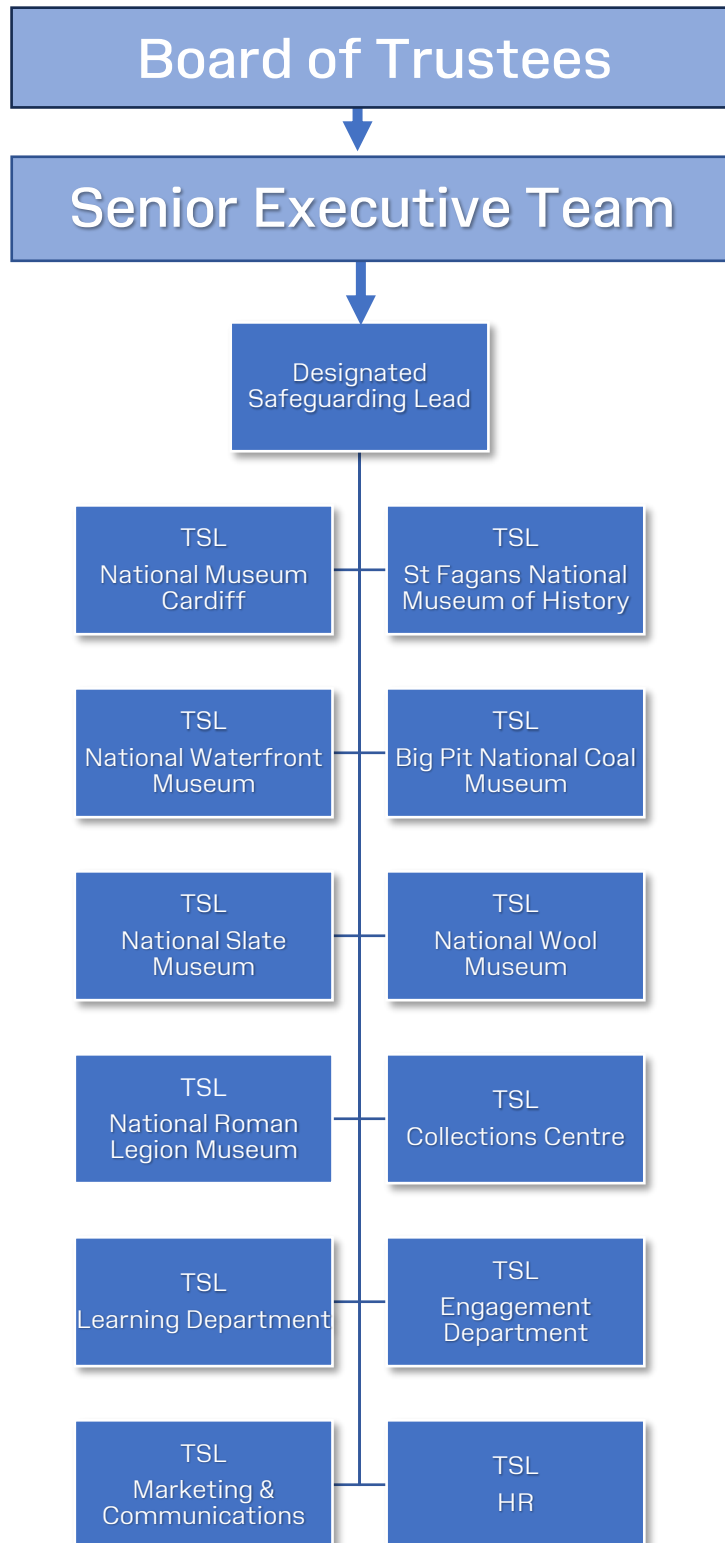 Board of Trustees
Senior Executive Team
Designated
Safeguarding Lead
TSL
National Museum
Cardiff
TSL
St Fagans National
Museum of History
TSL
National Waterfront
Museum
TSL
Big Pit National Coal
Museum
TSL
National Slate
Museum
TSL
National Wool
Museum
TSL
National Roman
Legion Museum
TSL
Collections Centre
TSL
Learning Department
TSL
Engagement
Department
TSL
Marketing &
Communications
TSL
HR